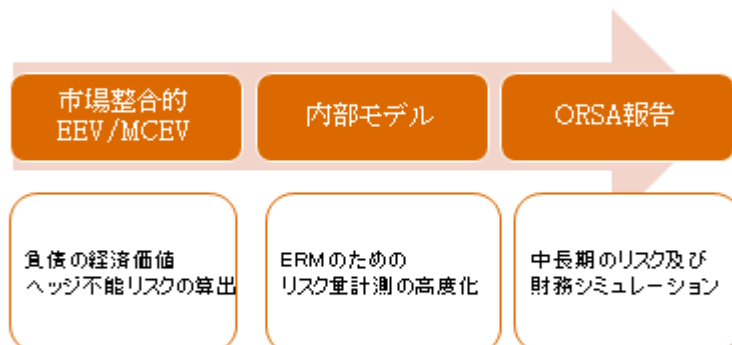 市場整合的
EEV/MCEV
内部モデル
ORSA報告
負債の経済価値
ヘッジ不能リスクの算出
ERMのための
リスク量計測の高度化
中長期のリスク及び
財務シミュレーション